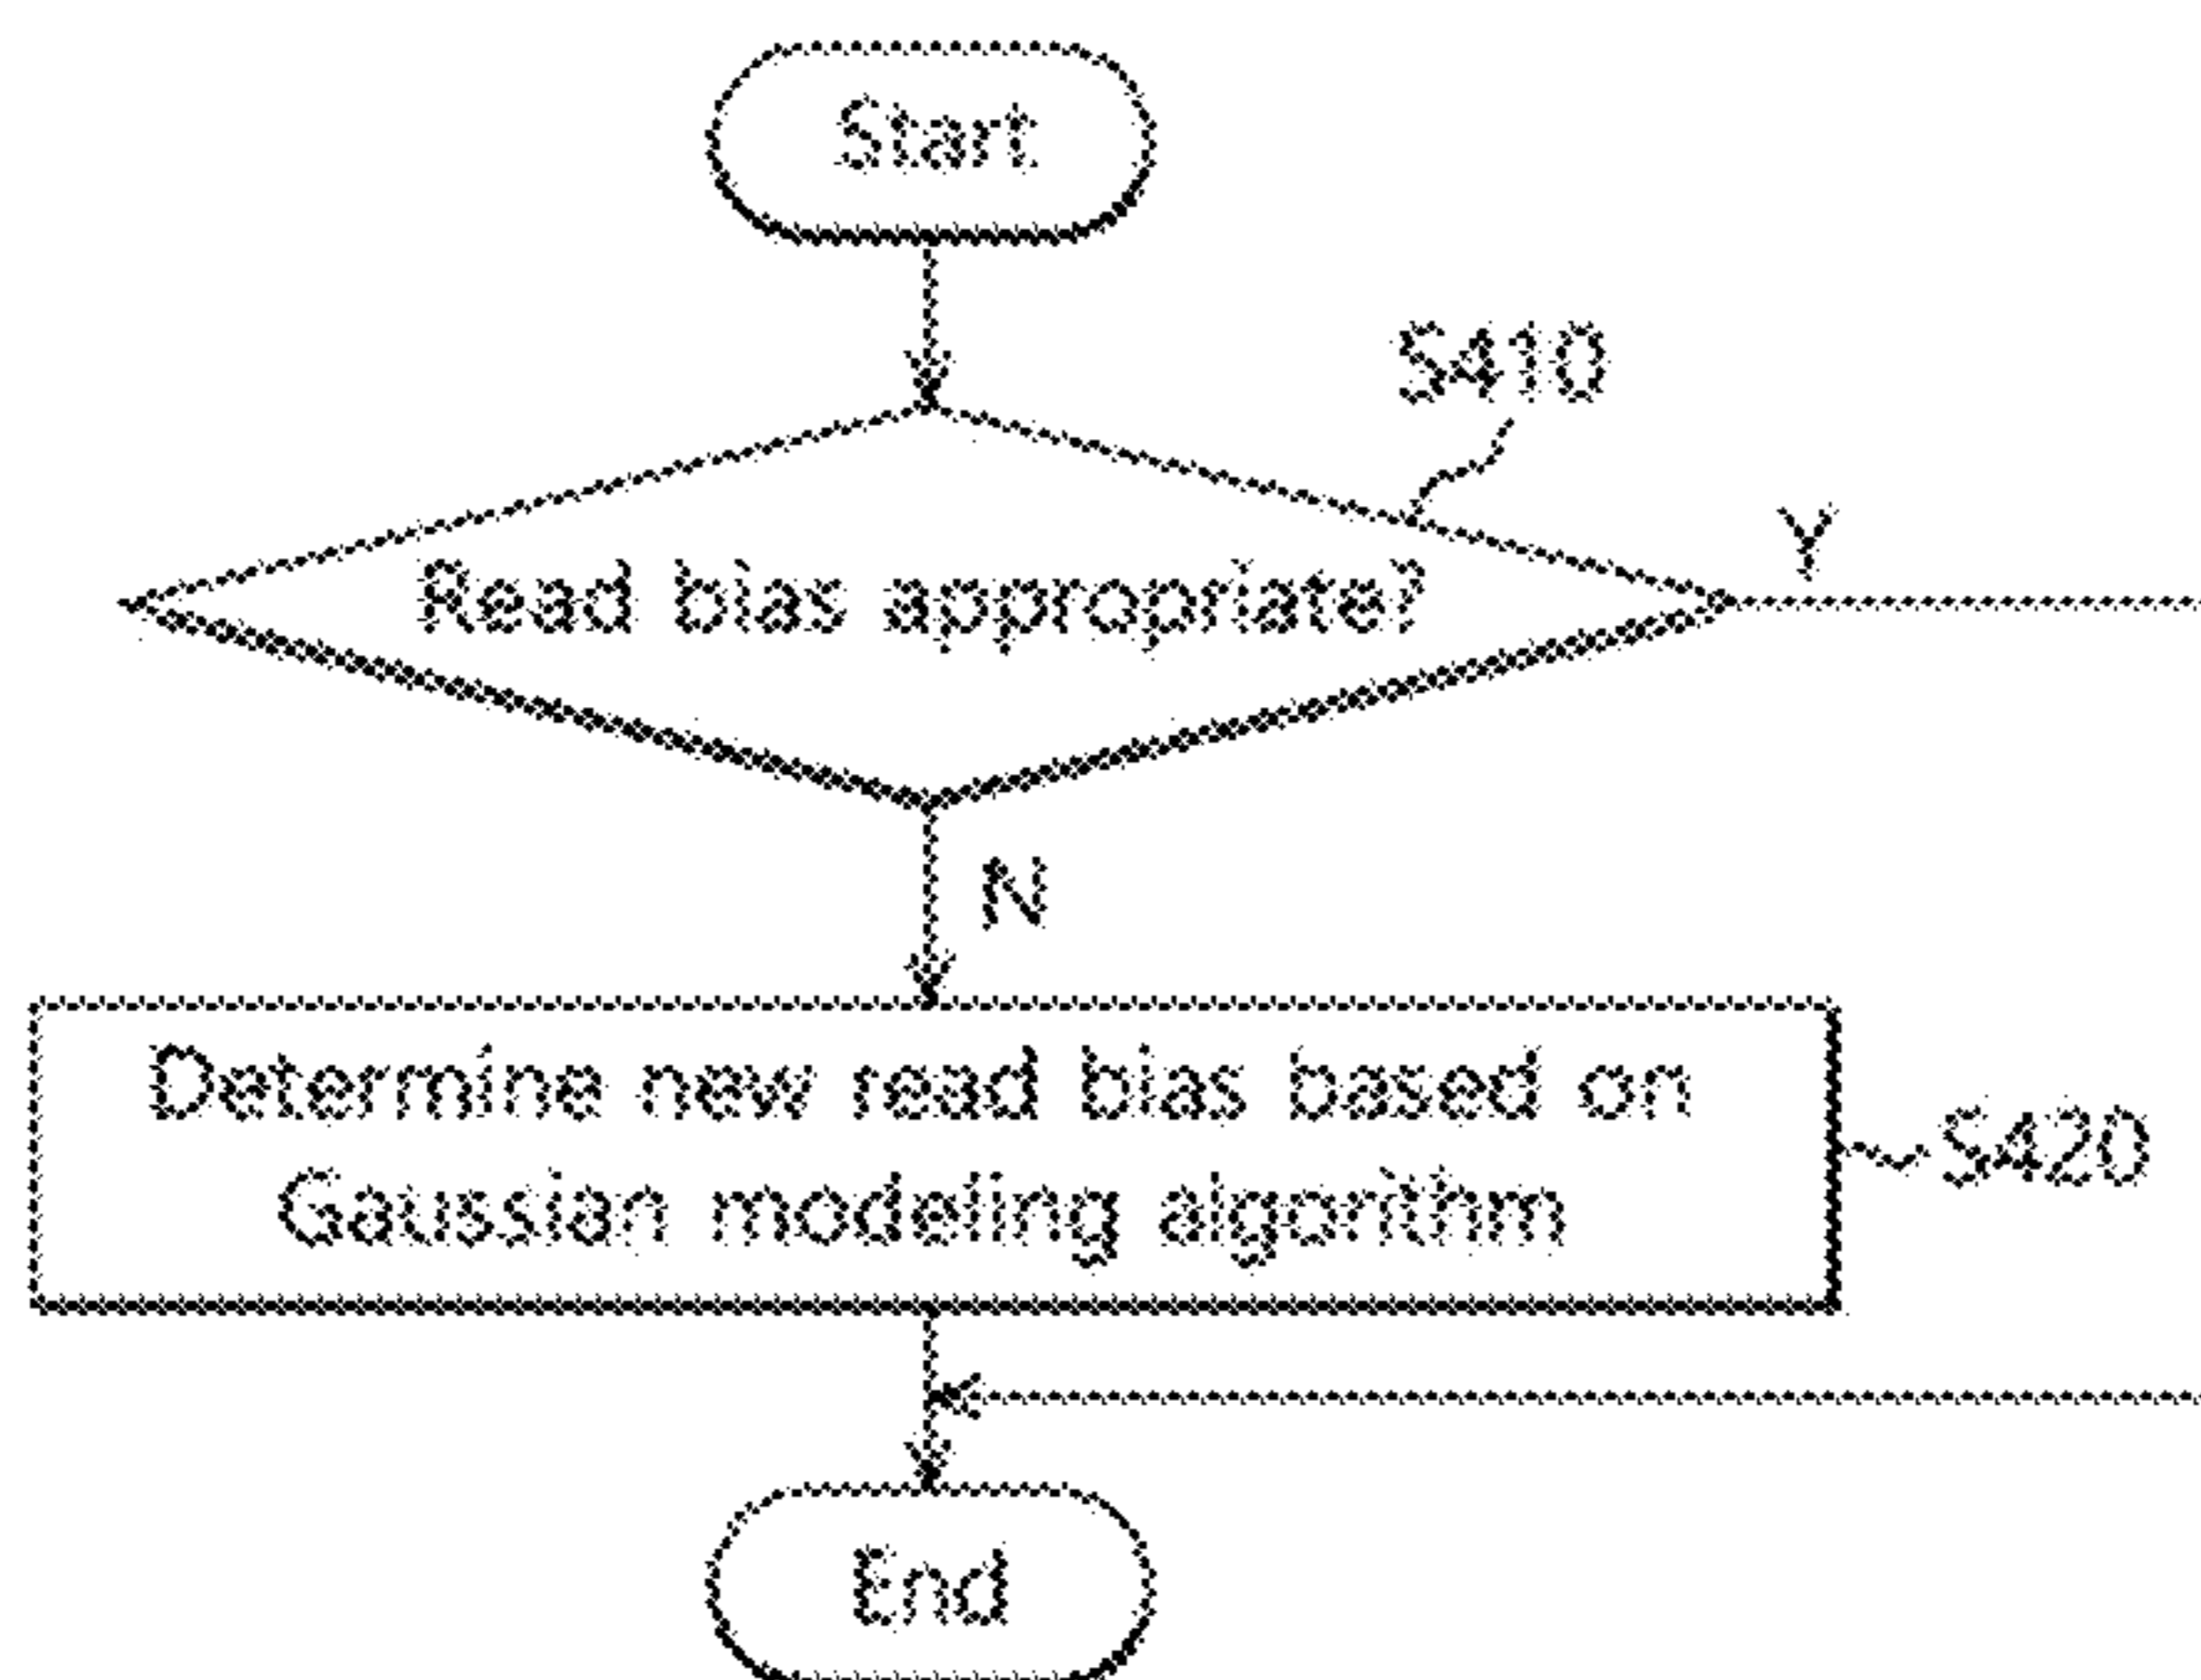 Start
S410
Read bias appropriate?
Y
N
Determine new read bias based on
Gaussian modeling algorithm
S420
End